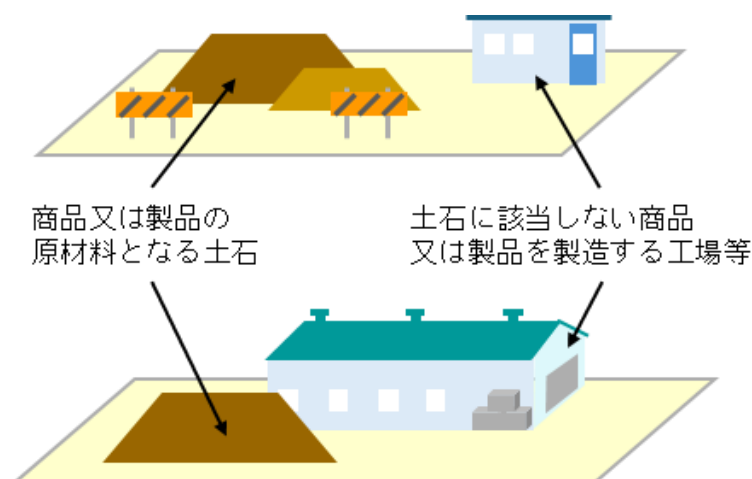 商品又は製品の
原材料となる土石
土石に該当しない商品
又は製品を製造する工場等